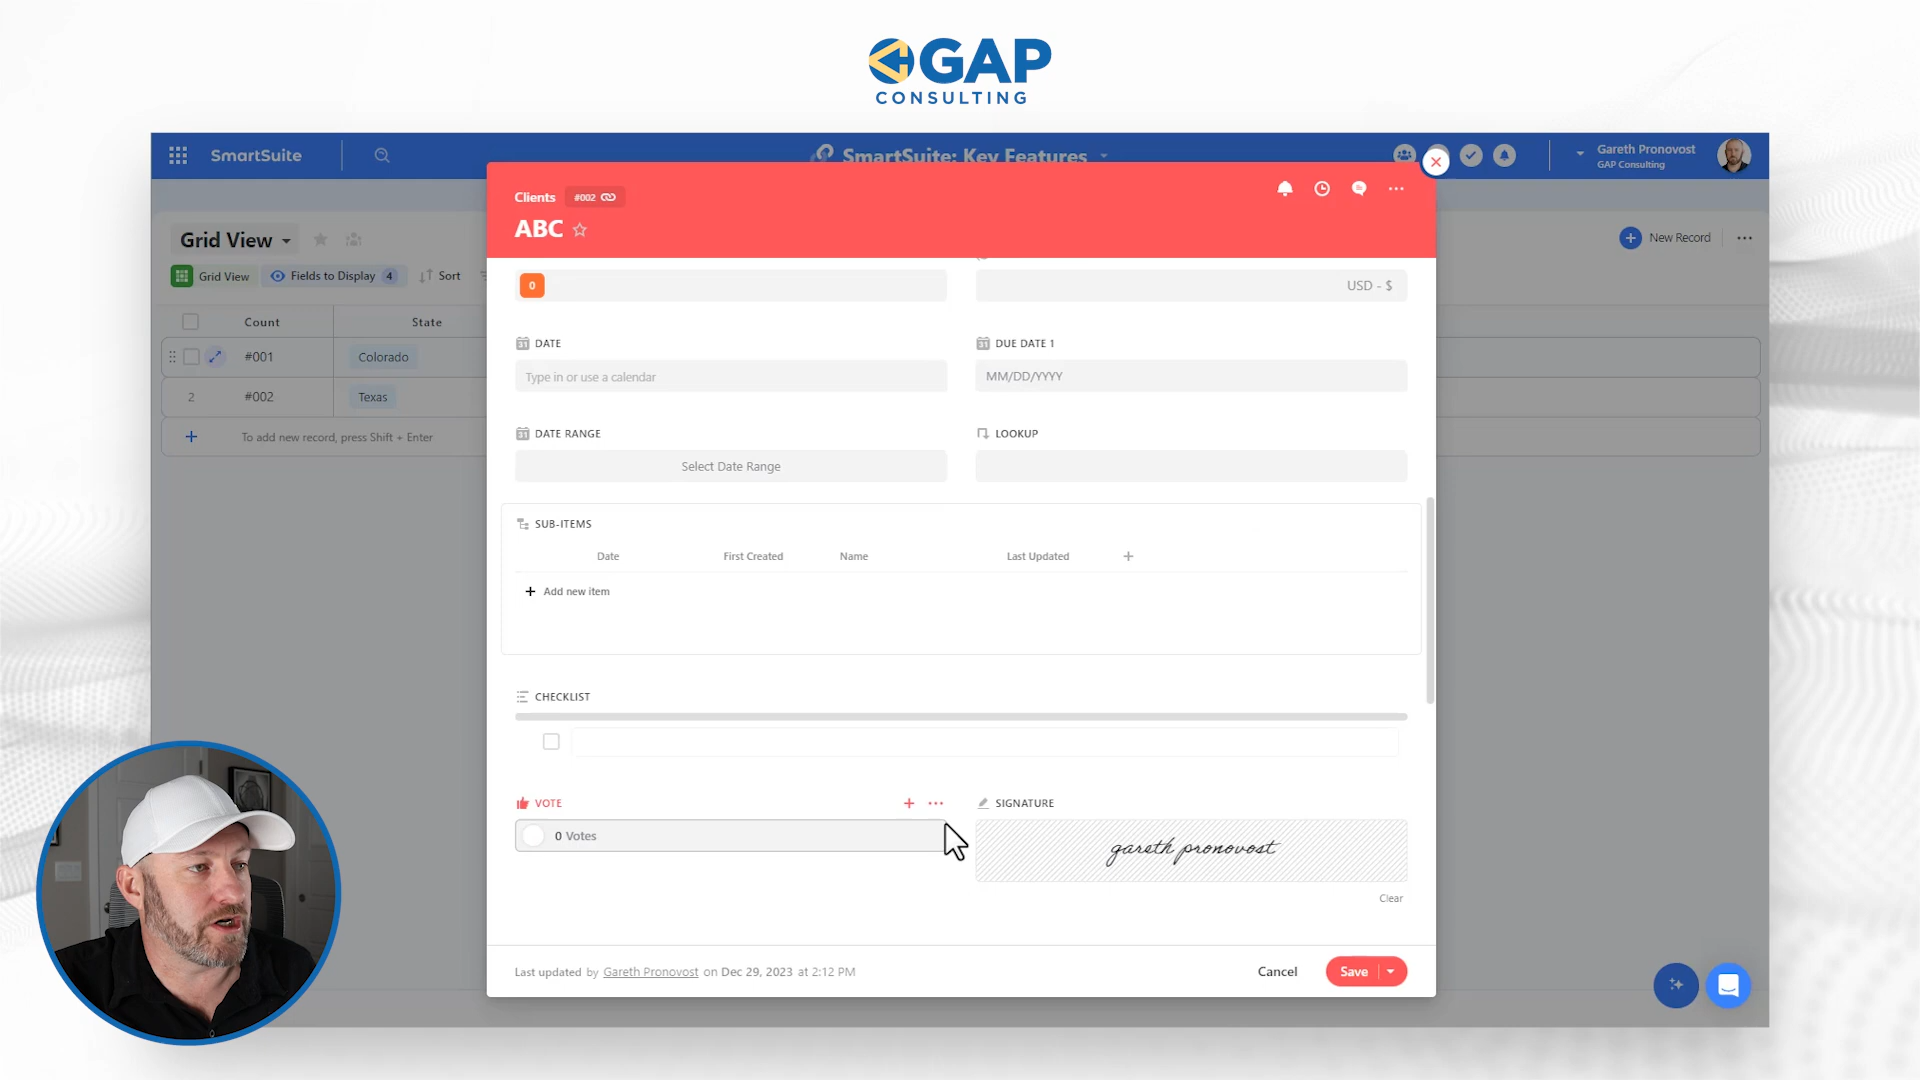 GAP
CONSULTING
SmartSuite
SmartSuite: Key Features
Gareth Pronovost
GAP Consulting
Clients
#002
ABC
Grid View
New Record
Grid View
Fields to Display 4
Sort
0
USD - $
Count
State
DATE
DUE DATE 1
#001
Colorado
Type in or use a calendar
MM/DD/YYYY
2
#002
Texas
To add new record, press Shift + Enter
DATE RANGE
LOOKUP
Select Date Range
SUB-ITEMS
Date
First Created
Name
Last Updated
Add new item
CHECKLIST
VOTE
SIGNATURE
0 Votes
gareth pronovost
Clear
Last updated by Gareth Pronovost on Dec 29, 2023 at 2:12 PM
Cancel
Save